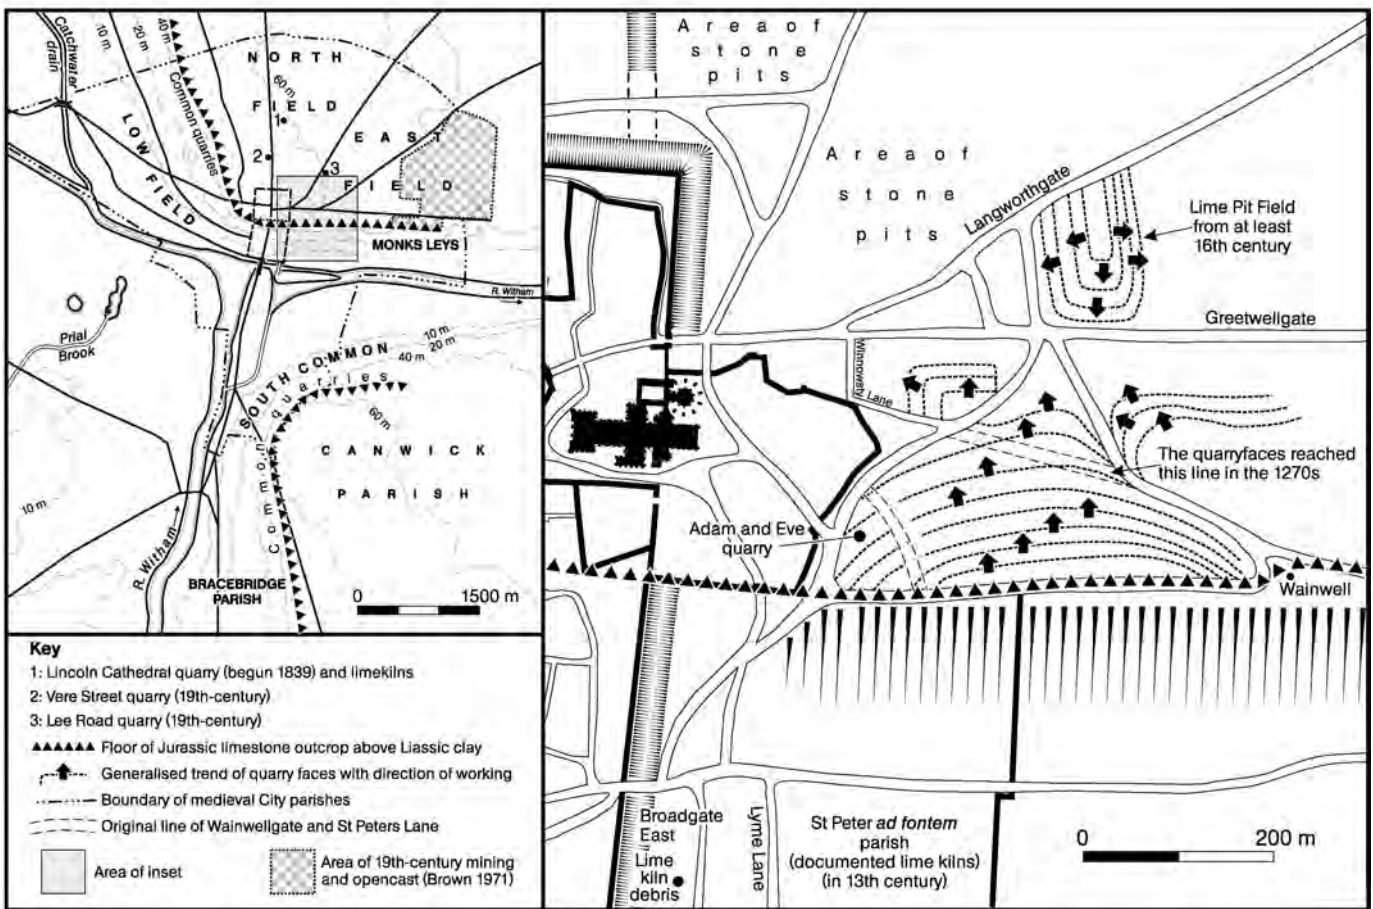 Catchwater
drain
10 m.
20 m
40 m.
Common quarries
NORTH
60 m
FIELD
1
EAST
2
3
FIELD
LOW FIELD
MONKS LEYS
R. Witham
Prial
Brook
10 m.
20 m
40 m
SOUTH COMMON
Common quarries
60 m
CANWICK
PARISH
10 m.
R. Witham
BRACEBRIDGE
PARISH
0 1500 m
Key
1: Lincoln Cathedral quarry (begun 1839) and limekilns
2: Vere Street quarry (19th-century)
3: Lee Road quarry (19th-century)
Floor of Jurassic limestone outcrop above Liassic clay
Generalised trend of quarry faces with direction of working
Boundary of medieval City parishes
Original line of Wainwellgate and St Peters Lane
Area of inset
Area of 19th-century mining
and opencast (Brown 1971)
Area of
stone
pits
Area of
stone
pits
Langworthgate
Lime Pit Field
from at least
16th century
Greetwellgate
Winnowsty Lane
The quarryfaces reached
this line in the 1270s
Adam and Eve
quarry
Wainwell
Broadgate
East
Lime
kiln
debris
Lyme Lane
St Peter ad fontem
parish
(documented lime kilns)
(in 13th century)
0 200 m